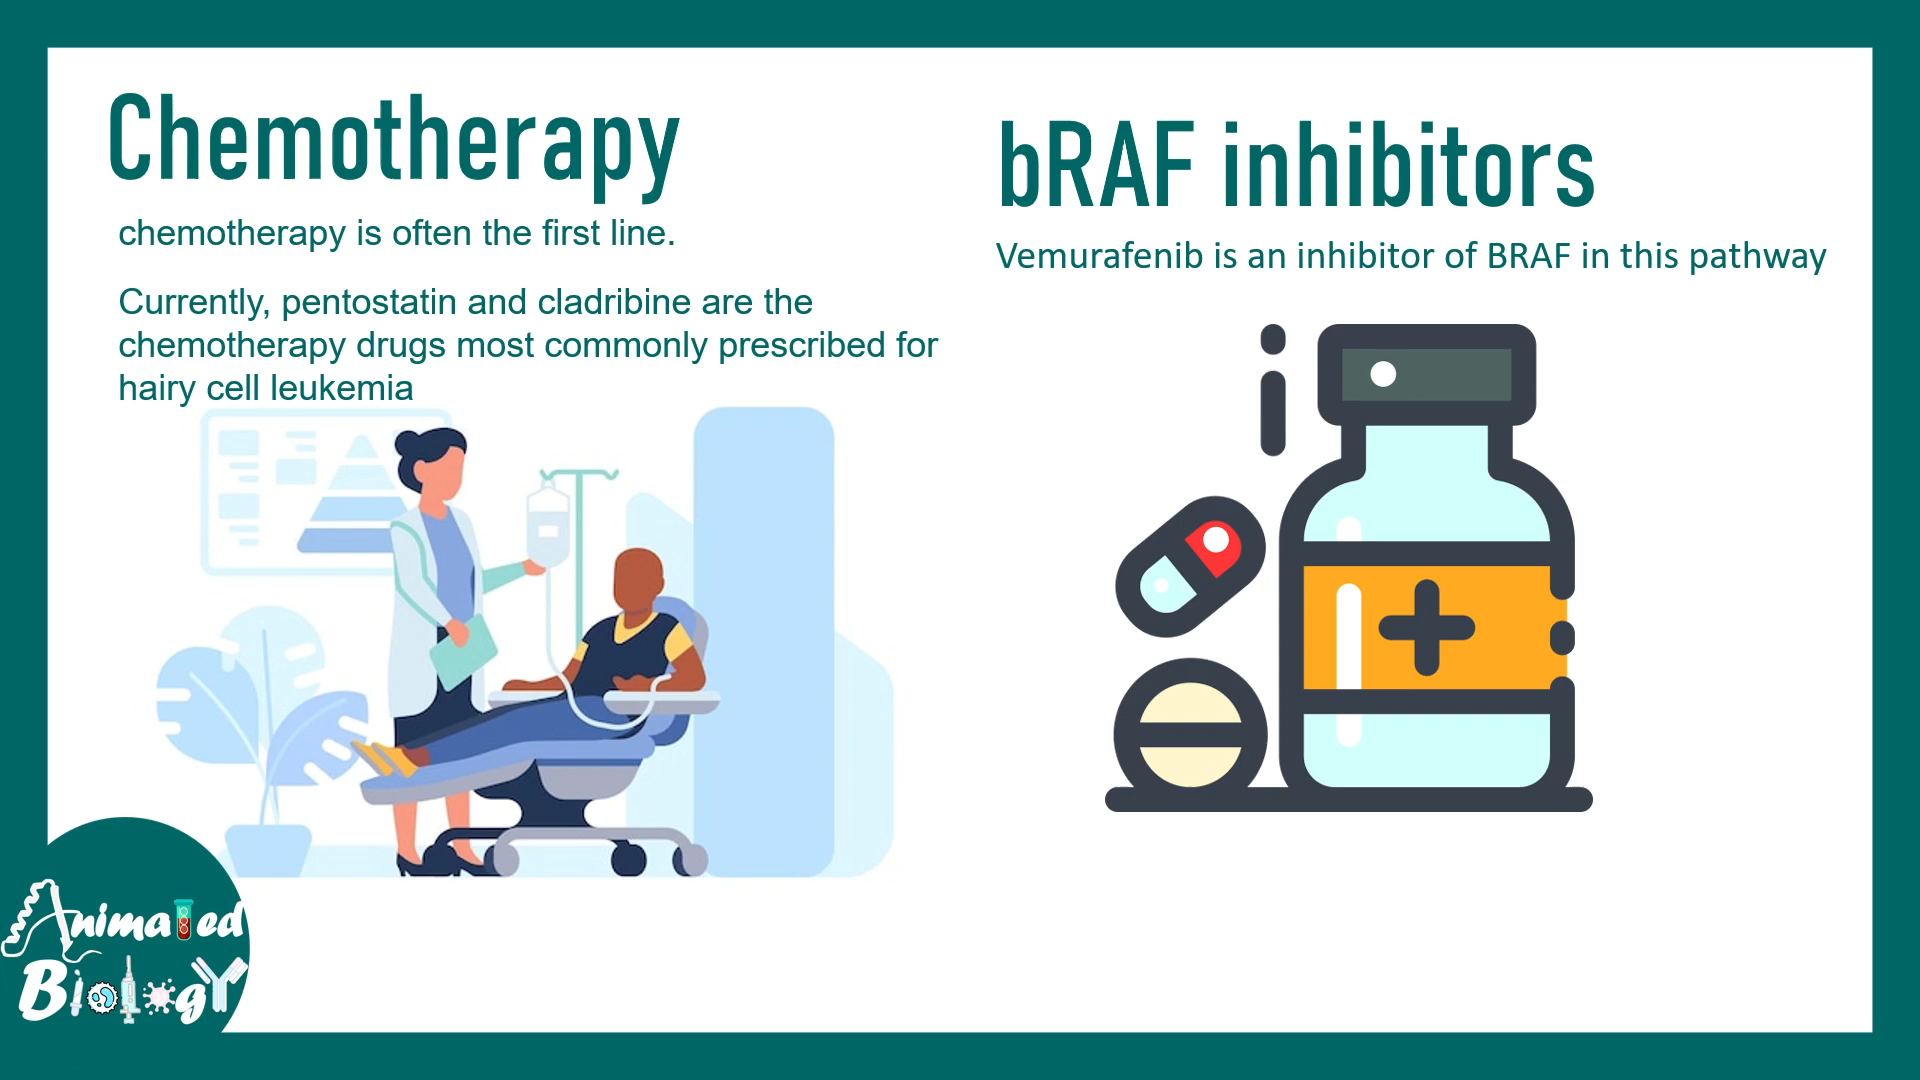 Chemotherapy
chemotherapy is often the first line.
Currently, pentostatin and cladribine are the
chemotherapy drugs most commonly prescribed for
hairy cell leukemia
bRAF inhibitors
Vemurafenib is an inhibitor of BRAF in this pathway
Animated
Biology